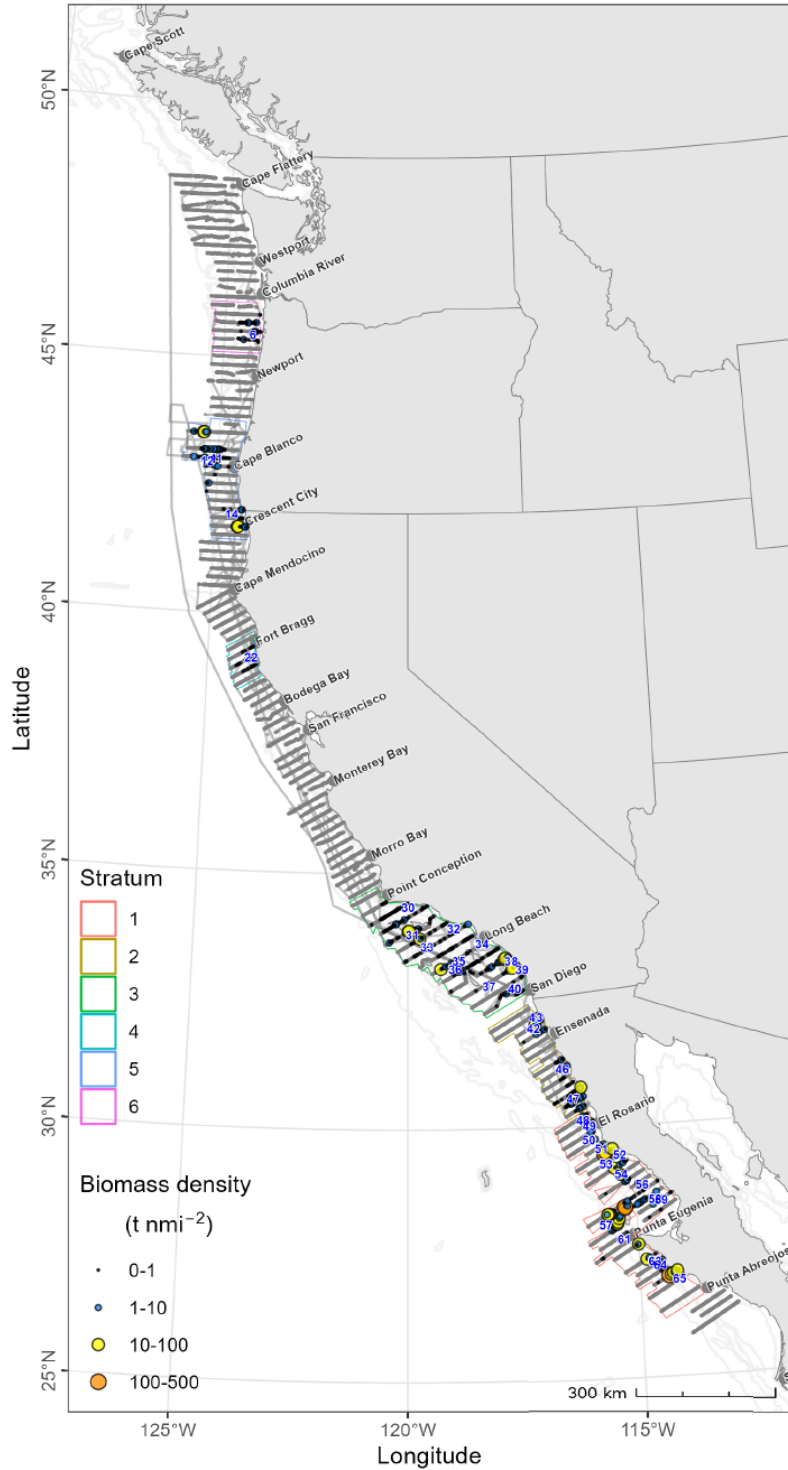 Cape Scott
50°N
Cape Flattery
Westport
Columbia River
6
45°N
Newport
Cape Blanco
14
Crescent City
Cape Mendocino
40°N
Fort Bragg
22
Bodega Bay
San Francisco
Latitude
Monterey Bay
Morro Bay
35°N
Point Conception
Stratum
1
2
3
4
5
6
30
31
32
33
34
Long Beach
35
36
37
38
39
40
San Diego
43
42
Ensenada
46
47
30°N
El Rosario
48
49
50
51
52
53
54
56
57
Punta Eugenia
61
65
Punta Abreojos
Biomass density
(t nmi−2)
0-1
1-10
10-100
100-500
25°N
300 km
125°W
120°W
115°W
Longitude